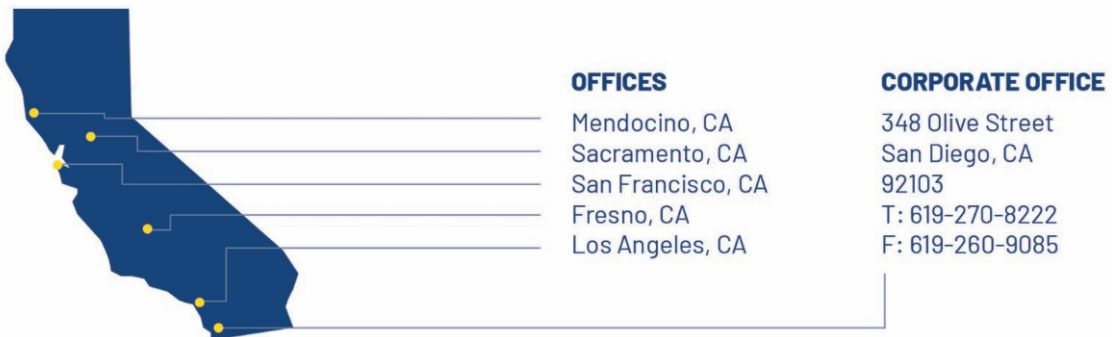 OFFICES
Mendocino, CA
Sacramento, CA
San Francisco, CA
Fresno, CA
Los Angeles, CA
CORPORATE OFFICE
348 Olive Street
San Diego, CA
92103
T: 619-270-8222
F: 619-260-9085